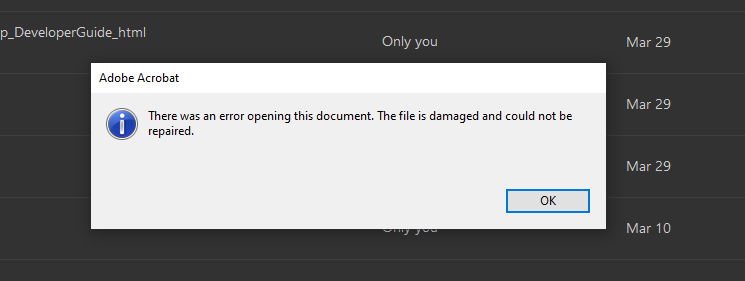 p_DeveloperGuide_html
Only you
Mar 29
Adobe Acrobat
There was an error opening this document. The file is damaged and could not be
repaired.
Mar 29
Mar 29
OK
Only you
Mar 10